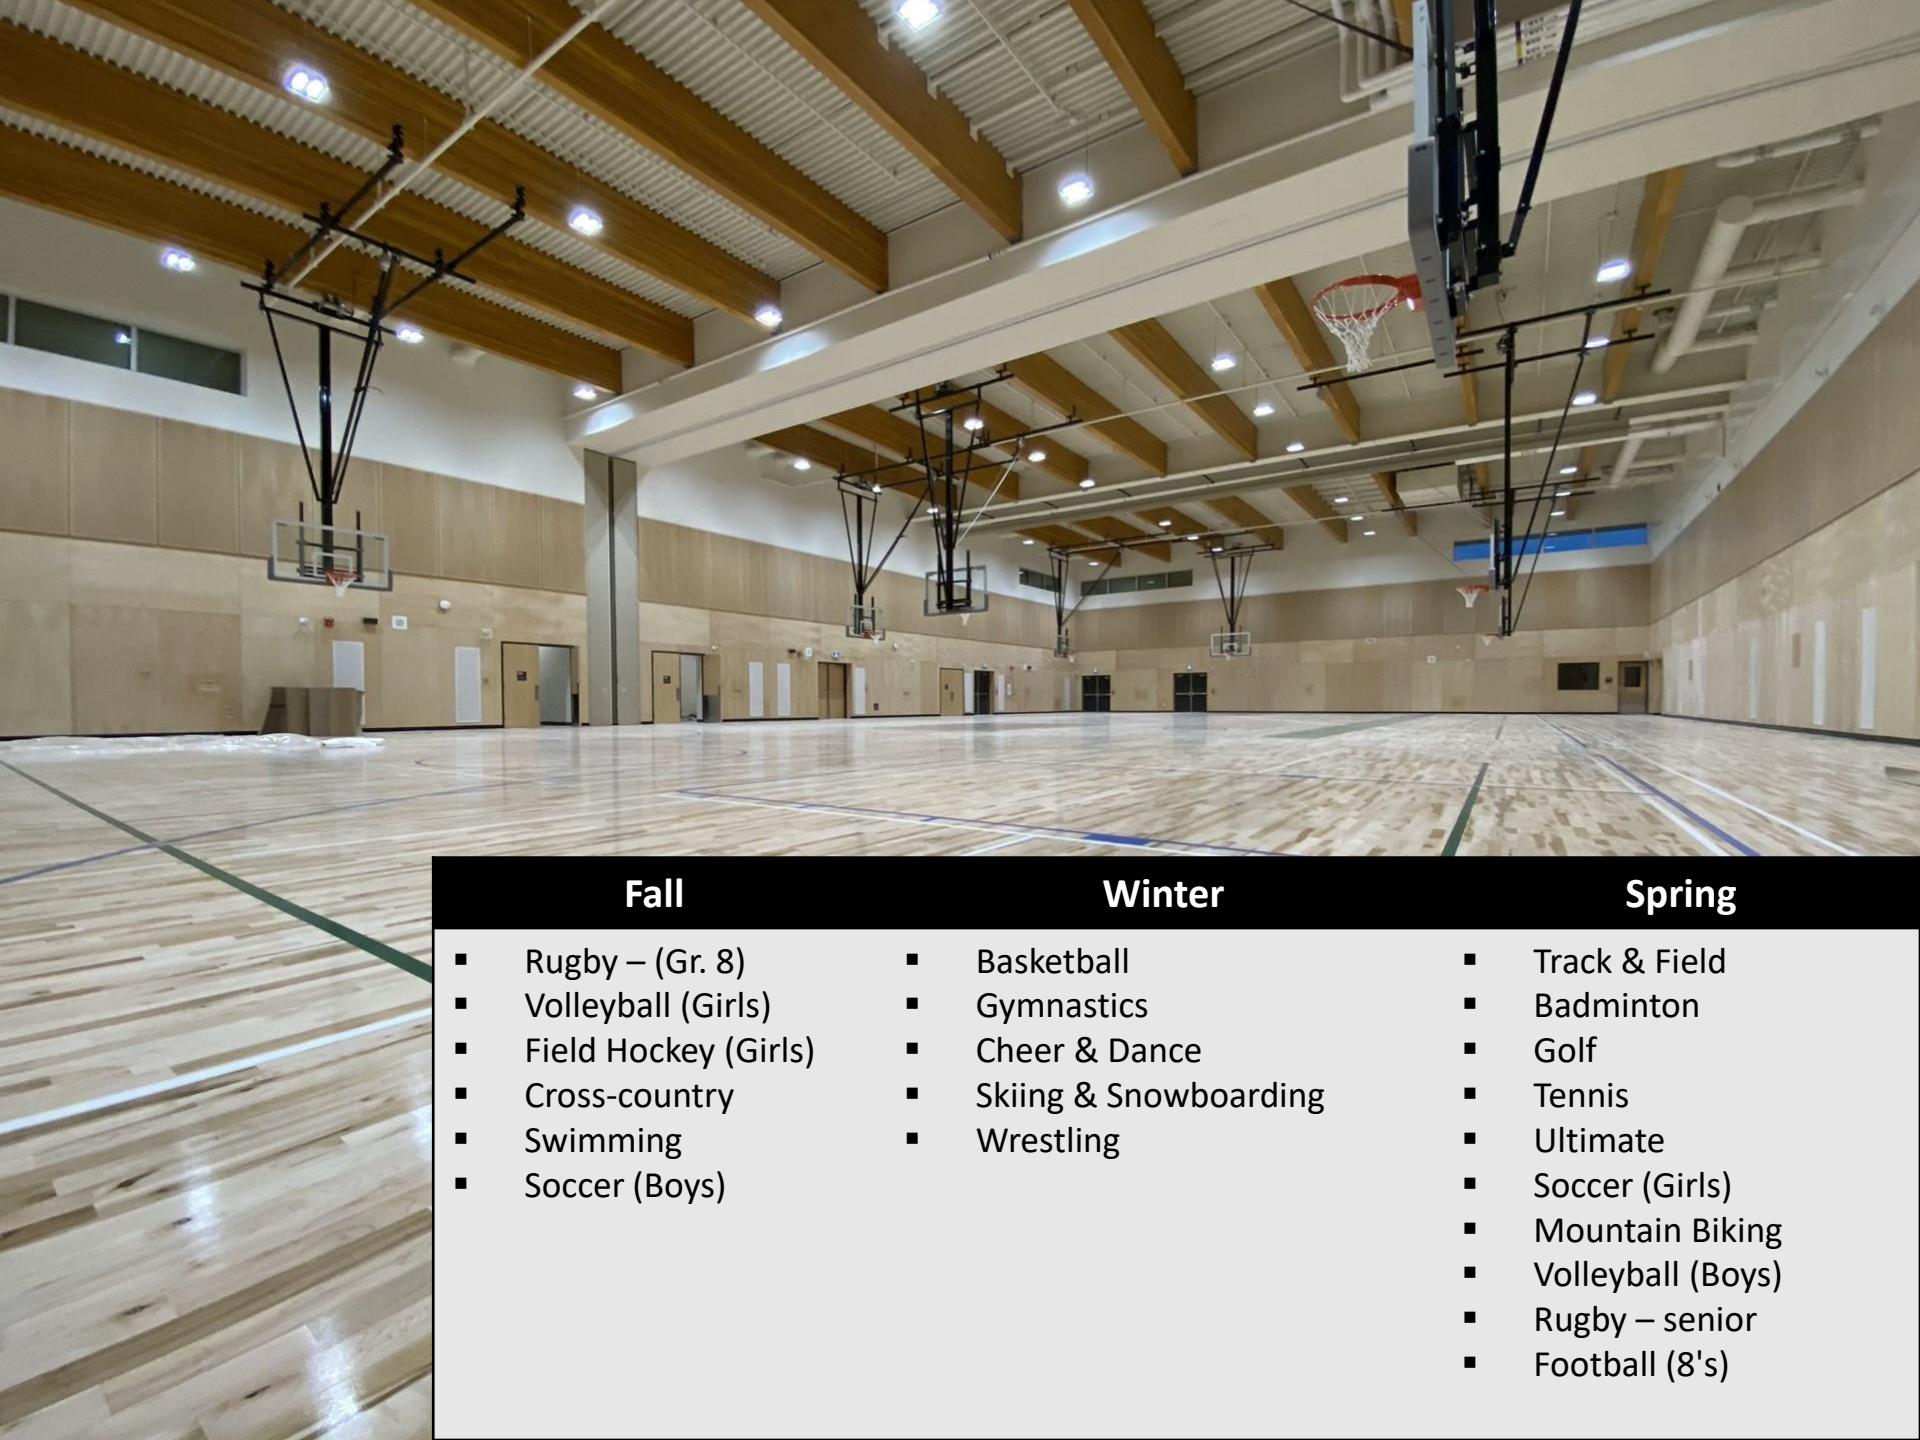 Fall
Winter
Spring
▪ Rugby – (Gr. 8)
▪ Volleyball (Girls)
▪ Field Hockey (Girls)
▪ Cross-country
▪ Swimming
▪ Soccer (Boys)
▪ Basketball
▪ Gymnastics
▪ Cheer & Dance
▪ Skiing & Snowboarding
▪ Wrestling
▪ Track & Field
▪ Badminton
▪ Golf
▪ Tennis
▪ Ultimate
▪ Soccer (Girls)
▪ Mountain Biking
▪ Volleyball (Boys)
▪ Rugby – senior
▪ Football (8's)